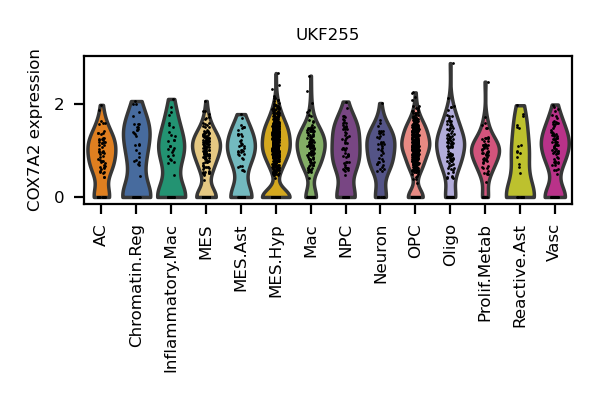 UKF255
COX7A2 expression
2
0
AC
Chromatin.Reg
Inflammatory.Mac
MES
MES.Ast
MES.Hyp
Mac
NPC
Neuron
OPC
Oligo
Prolif.Metab
Reactive.Ast
Vasc